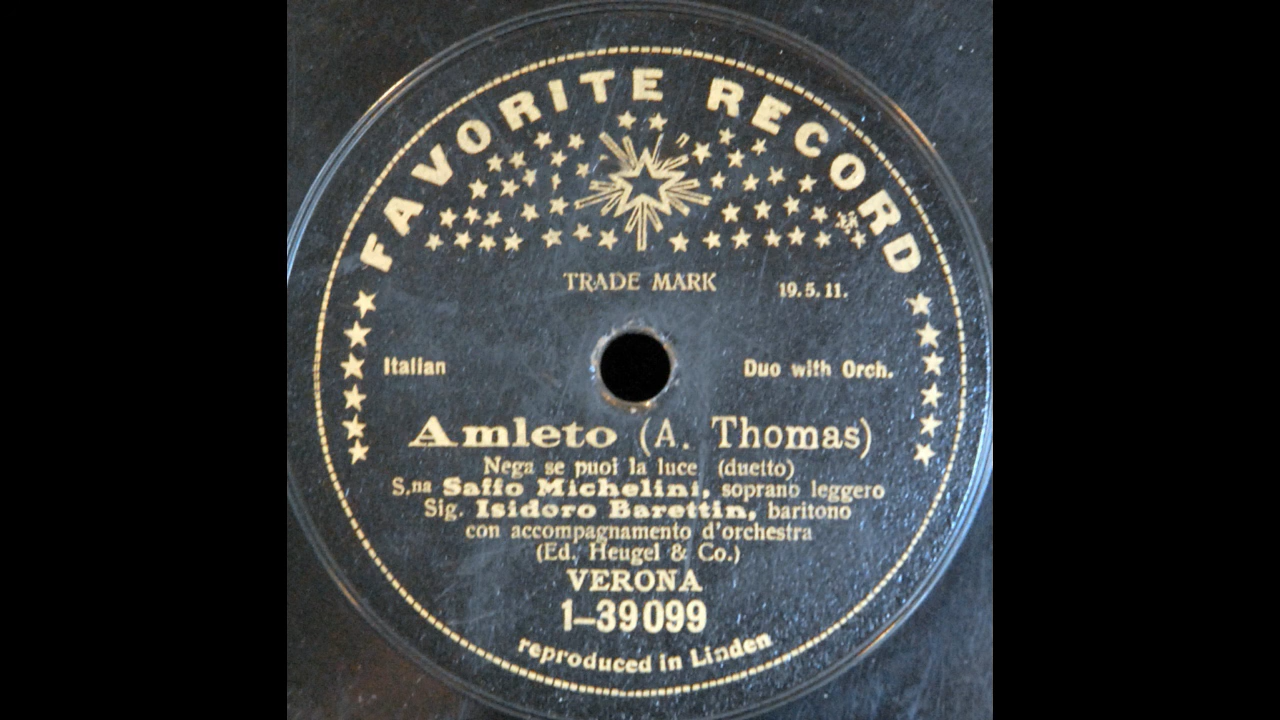 FAVORITE RECORD
TRADE MARK
19.5.11.
Italian
Duo with Orch.
Amleto (A. Thomas)
Nega se puoi la luce (duetto)
S.na Saffo Michelini, soprano leggero
Sig. Isidoro Barettin, baritono
con accompagnamento d'orchestra
(Ed. Heugel & Co.)
VERONA
1–39099
reproduced in Linden